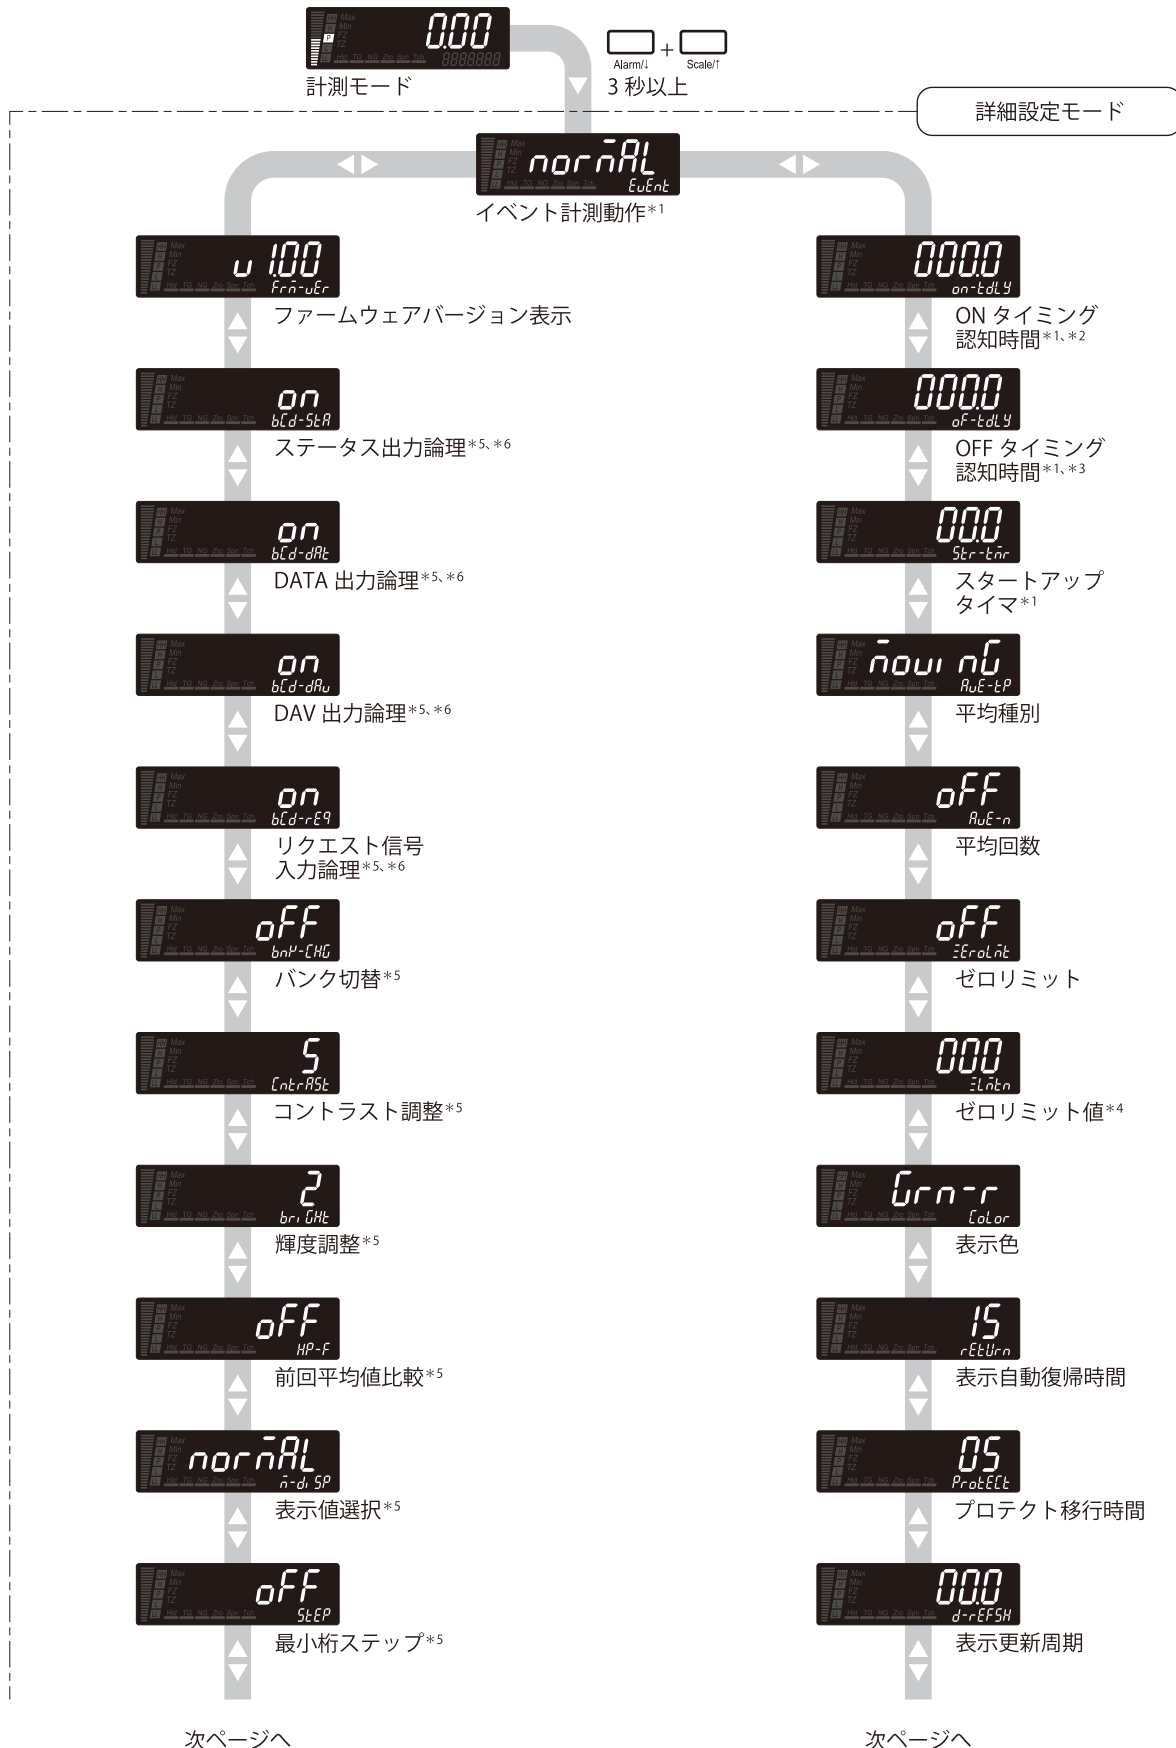 0.00
計測モード
Alarm/↓ + Scale/↑
3 秒以上
詳細設定モード
norMAL
EvEnt
イベント計測動作*1
v 1.00
FrM-vEr
ファームウェアバージョン表示
on
bCd-StA
ステータス出力論理*5、*6
on
bCd-dAt
DATA 出力論理*5、*6
on
bCd-dAv
DAV 出力論理*5、*6
on
bCd-rEq
リクエスト信号
入力論理*5、*6
oFF
bnK-CHG
バンク切替*5
5
CntrASt
コントラスト調整*5
2
briGHt
輝度調整*5
oFF
HP-F
前回平均値比較*5
norMAL
M-diSP
表示値選択*5
oFF
StEP
最小桁ステップ*5
次ページへ
000.0
on-tdLY
ON タイミング
認知時間*1、*2
000.0
oF-tdLY
OFF タイミング
認知時間*1、*3
00.0
Str-tMr
スタートアップ
タイマ*1
MovinG
AvE-tP
平均種別
oFF
AvE-n
平均回数
oFF
ZEroLMt
ゼロリミット
000
ZLMtn
ゼロリミット値*4
Grn-r
CoLor
表示色
15
rEtUrn
表示自動復帰時間
05
ProtECt
プロテクト移行時間
00.0
d-rEFSH
表示更新周期
次ページへ